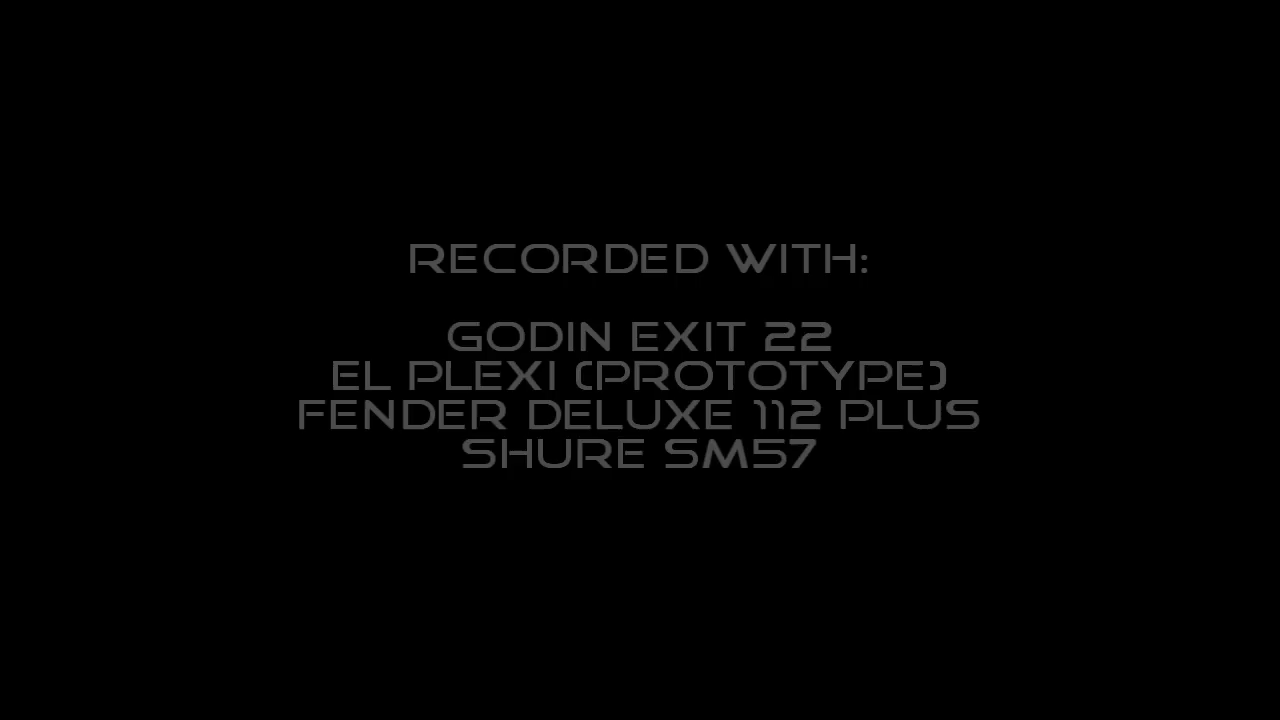 RECORDED WITH:
GODIN EXIT 22
EL PLEXI (PROTOTYPE)
FENDER DELUXE 112 PLUS
SHURE SM57